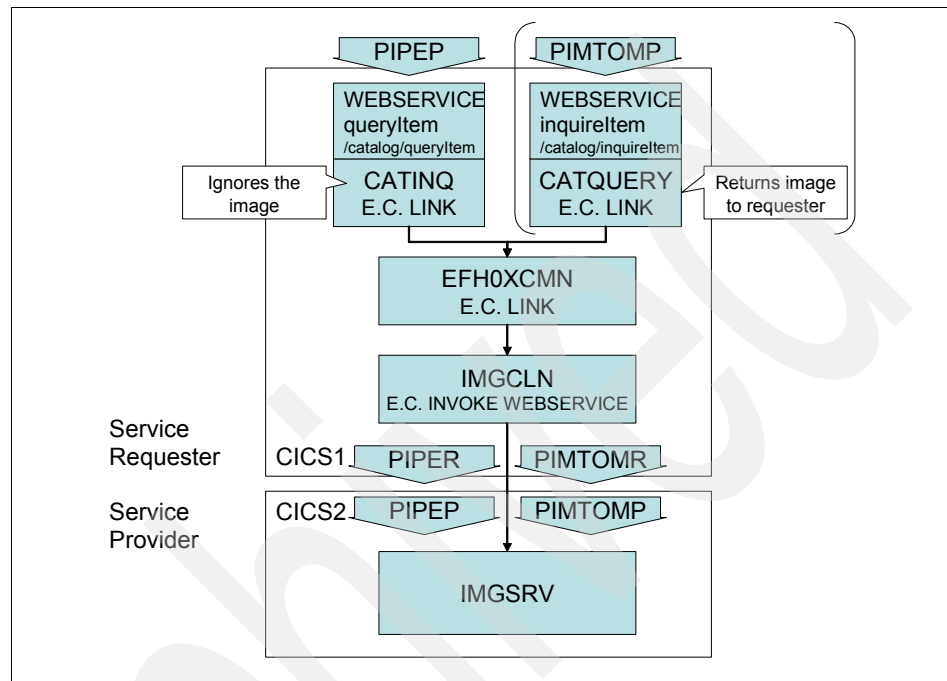 PIPEP
PIMTOMP
WEBSERVICE
queryItem
/catalog/queryItem
WEBSERVICE
inquireItem
/catalog/inquireItem
Ignores the
image
CATINQ
E.C. LINK
CATQUERY
E.C. LINK
Returns image
to requester
EFH0XCMN
E.C. LINK
IMGCLN
E.C. INVOKE WEBSERVICE
Service
Requester
CICS1
PIPER
PIMTOMR
Service
Provider
CICS2
PIPEP
PIMTOMP
IMGSRV